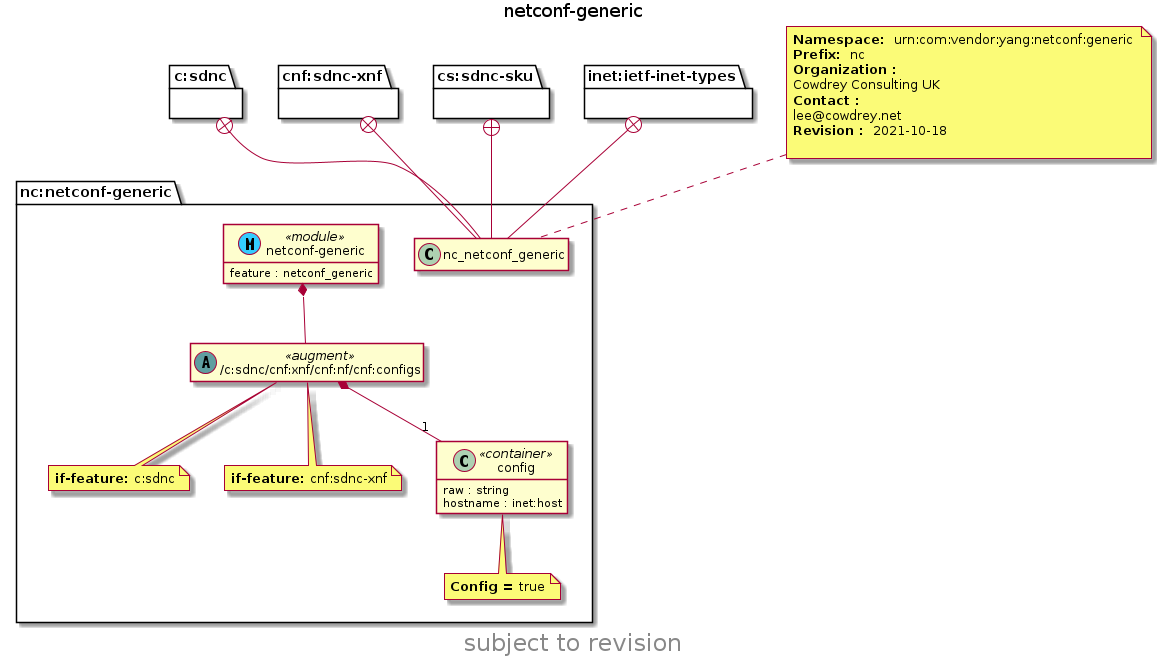 netconf-generic
Namespace: urn:com:vendor:yang:netconf:generic
Prefix: nc
Organization :
Cowdrey Consulting UK
Contact :
lee@cowdrey.net
Revision : 2021-10-18
c:sdnc
cnf:sdnc-xnf
cs:sdnc-sku
inet:ietf-inet-types
nc:netconf-generic
M «module»
netconf-generic
feature : netconf_generic
C nc_netconf_generic
A «augment»
/c:sdnc/cnf:xnf/cnf:nf/cnf:configs
1
if-feature: c:sdnc
if-feature: cnf:sdnc-xnf
C «container»
config
raw : string
hostname : inet:host
Config = true
subject to revision